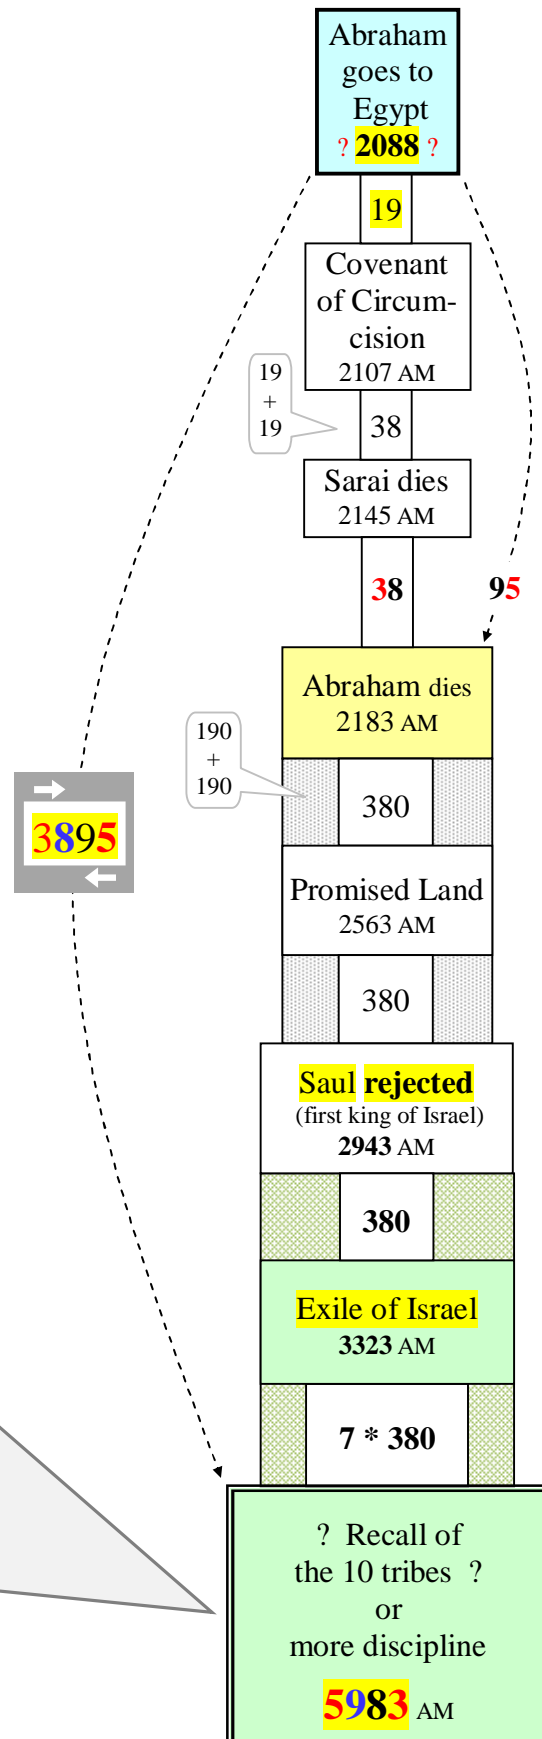 Abraham
goes to
Egypt
? 2088 ?
19
Covenant
of Circum-
cision
2107 AM
19
+
19
38
Sarai dies
2145 AM
38
95
Abraham dies
2183 AM
190
+
190
380
3895
Promised Land
2563 AM
380
Saul rejected
(first king of Israel)
2943 AM
380
Exile of Israel
3323 AM
7 * 380
? Recall of
the 10 tribes ?
or
more discipline
5983 AM